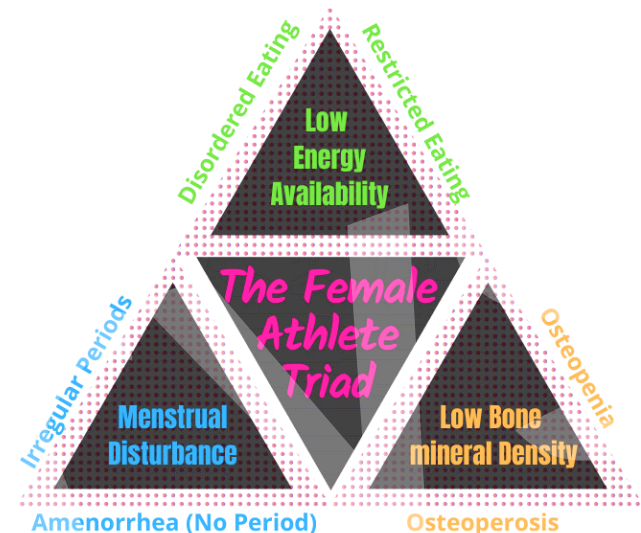 Disordered Eating
Restricted Eating
Low
Energy
Availability
The Female
Athlete
Triad
Irregular Periods
Menstrual
Disturbance
Amenorrhea (No Period)
Osteopenia
Low Bone
mineral Density
Osteoperosis